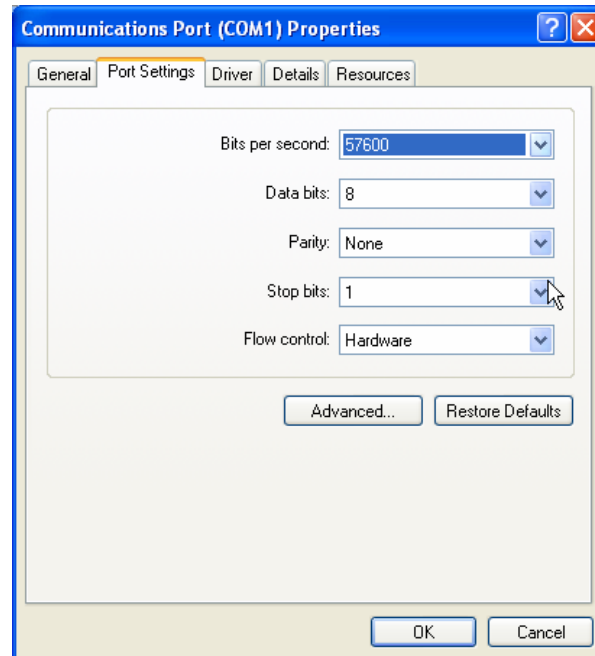 Communications Port (COM1) Properties
General Port Settings Driver Details Resources
Bits per second: 57600
Data bits: 8
Parity: None
Stop bits: 1
Flow control: Hardware
Advanced... Restore Defaults
OK Cancel